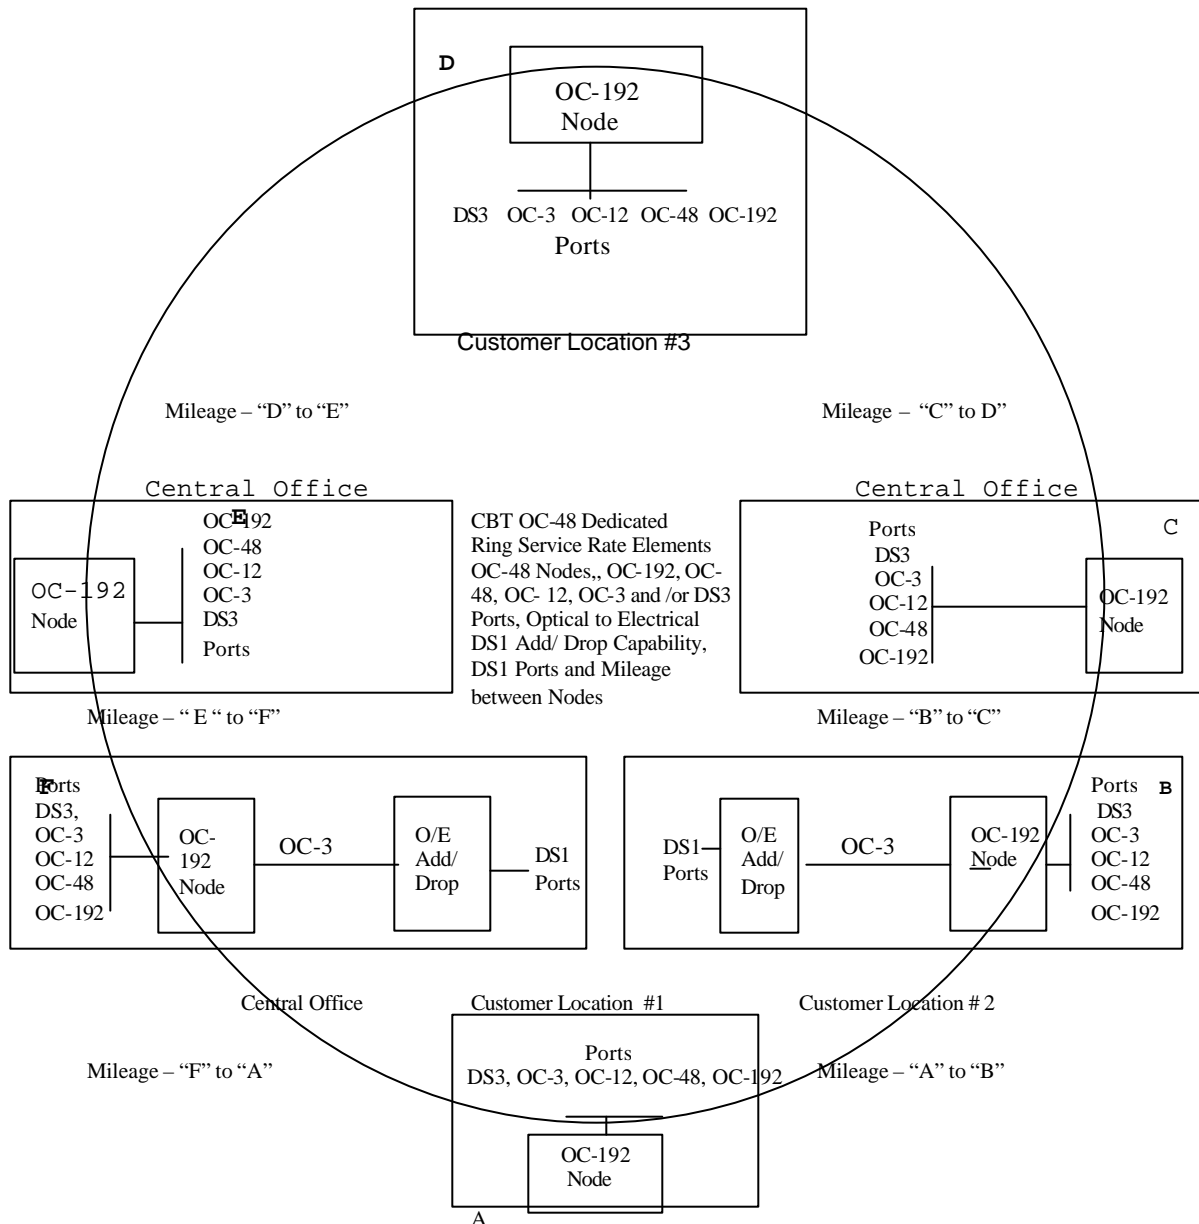 D
OC-192
Node
DS3 OC-3 OC-12 OC-48 OC-192
Ports
Customer Location #3
Mileage – “D” to “E”
Mileage – “C” to D”
Central Office
E
OC-192
OC-48
OC-12
OC-3
DS3
Ports
OC-192
Node
CBT OC-48 Dedicated
Ring Service Rate Elements
OC-48 Nodes,, OC-192, OC-
48, OC- 12, OC-3 and /or DS3
Ports, Optical to Electrical
DS1 Add/ Drop Capability,
DS1 Ports and Mileage
between Nodes
Central Office
C
Ports
DS3
OC-3
OC-12
OC-48
OC-192
OC-192
Node
Mileage – “ E “ to “F”
Mileage – “B” to “C”
F
Ports
DS3,
OC-3
OC-12
OC-48
OC-192
OC-
192
Node
OC-3
O/E
Add/
Drop
DS1
Ports
DS1
Ports
O/E
Add/
Drop
OC-3
OC-192
Node
Ports
DS3
OC-3
OC-12
OC-48
OC-192
B
Central Office
Customer Location #1
Customer Location # 2
Mileage – “F” to “A”
Mileage – “A” to “B”
Ports
DS3, OC-3, OC-12, OC-48, OC-192
OC-192
Node
A